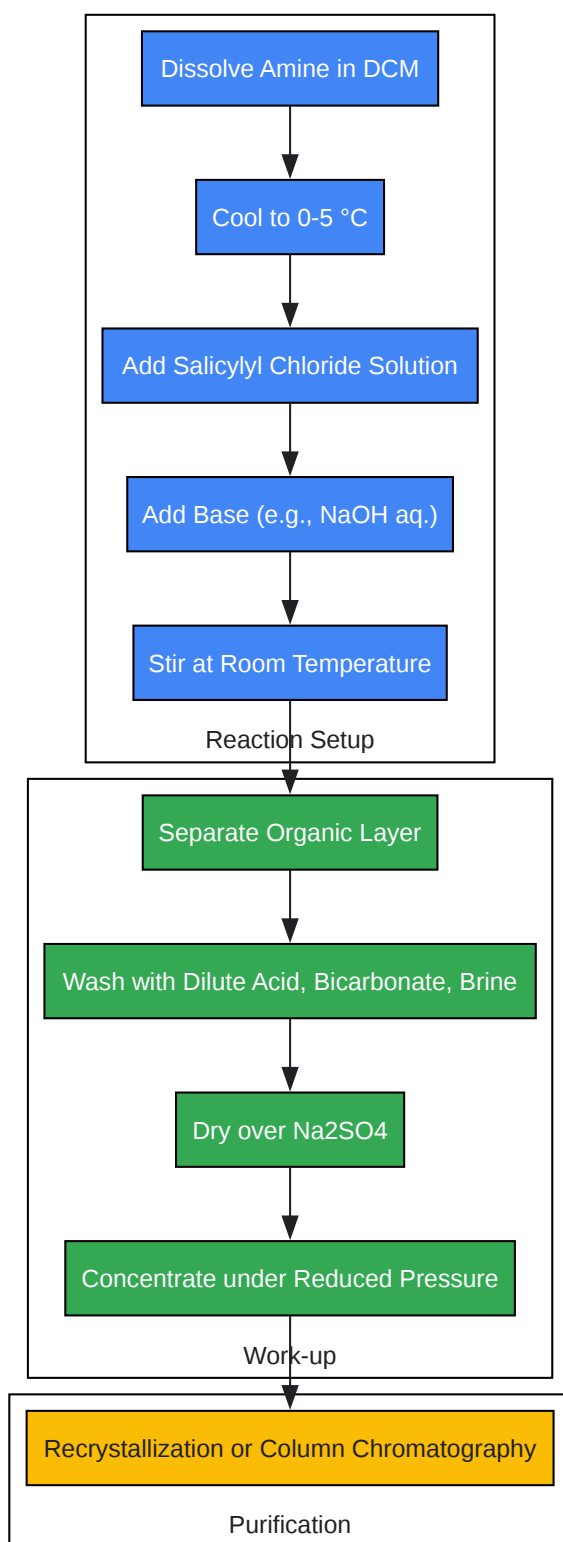 Dissolve Amine in DCM
Cool to 0-5 °C
Add Salicylyl Chloride Solution
Add Base (e.g., NaOH aq.)
Stir at Room Temperature
Reaction Setup
Separate Organic Layer
Wash with Dilute Acid, Bicarbonate, Brine
Dry over Na2SO4
Concentrate under Reduced Pressure
Work-up
Recrystallization or Column Chromatography
Purification